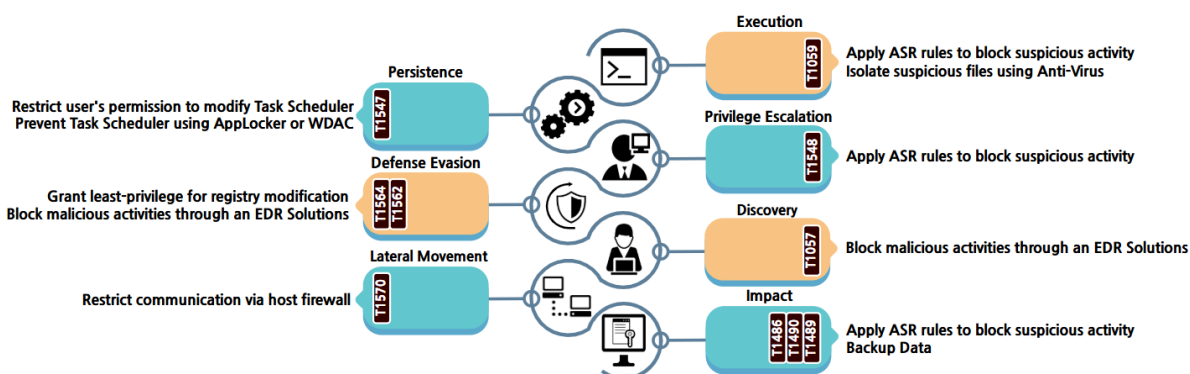 Execution
T1059
Apply ASR rules to block suspicious activity
Isolate suspicious files using Anti-Virus
Persistence
T1547
Restrict user's permission to modify Task Scheduler
Prevent Task Scheduler using AppLocker or WDAC
Privilege Escalation
T1548
Apply ASR rules to block suspicious activity
Defense Evasion
T1564
T1562
Grant least-privilege for registry modification
Block malicious activities through an EDR Solutions
Discovery
T1057
Block malicious activities through an EDR Solutions
Lateral Movement
T1570
Restrict communication via host firewall
Impact
T1486
T1490
T1489
Apply ASR rules to block suspicious activity
Backup Data